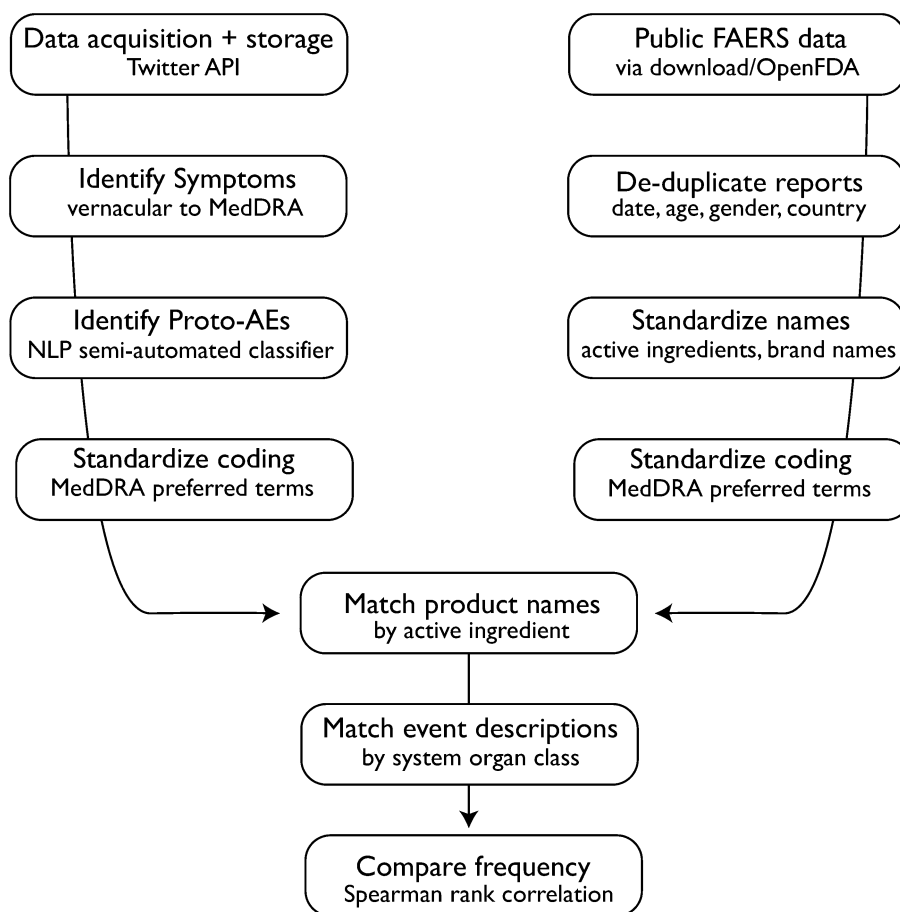 Data acquisition + storage
Twitter API
Public FAERS data
via download/OpenFDA
Identify Symptoms
vernacular to MedDRA
De-duplicate reports
date, age, gender, country
Identify Proto-AEs
NLP semi-automated classifier
Standardize names
active ingredients, brand names
Standardize coding
MedDRA preferred terms
Standardize coding
MedDRA preferred terms
Match product names
by active ingredient
Match event descriptions
by system organ class
Compare frequency
Spearman rank correlation